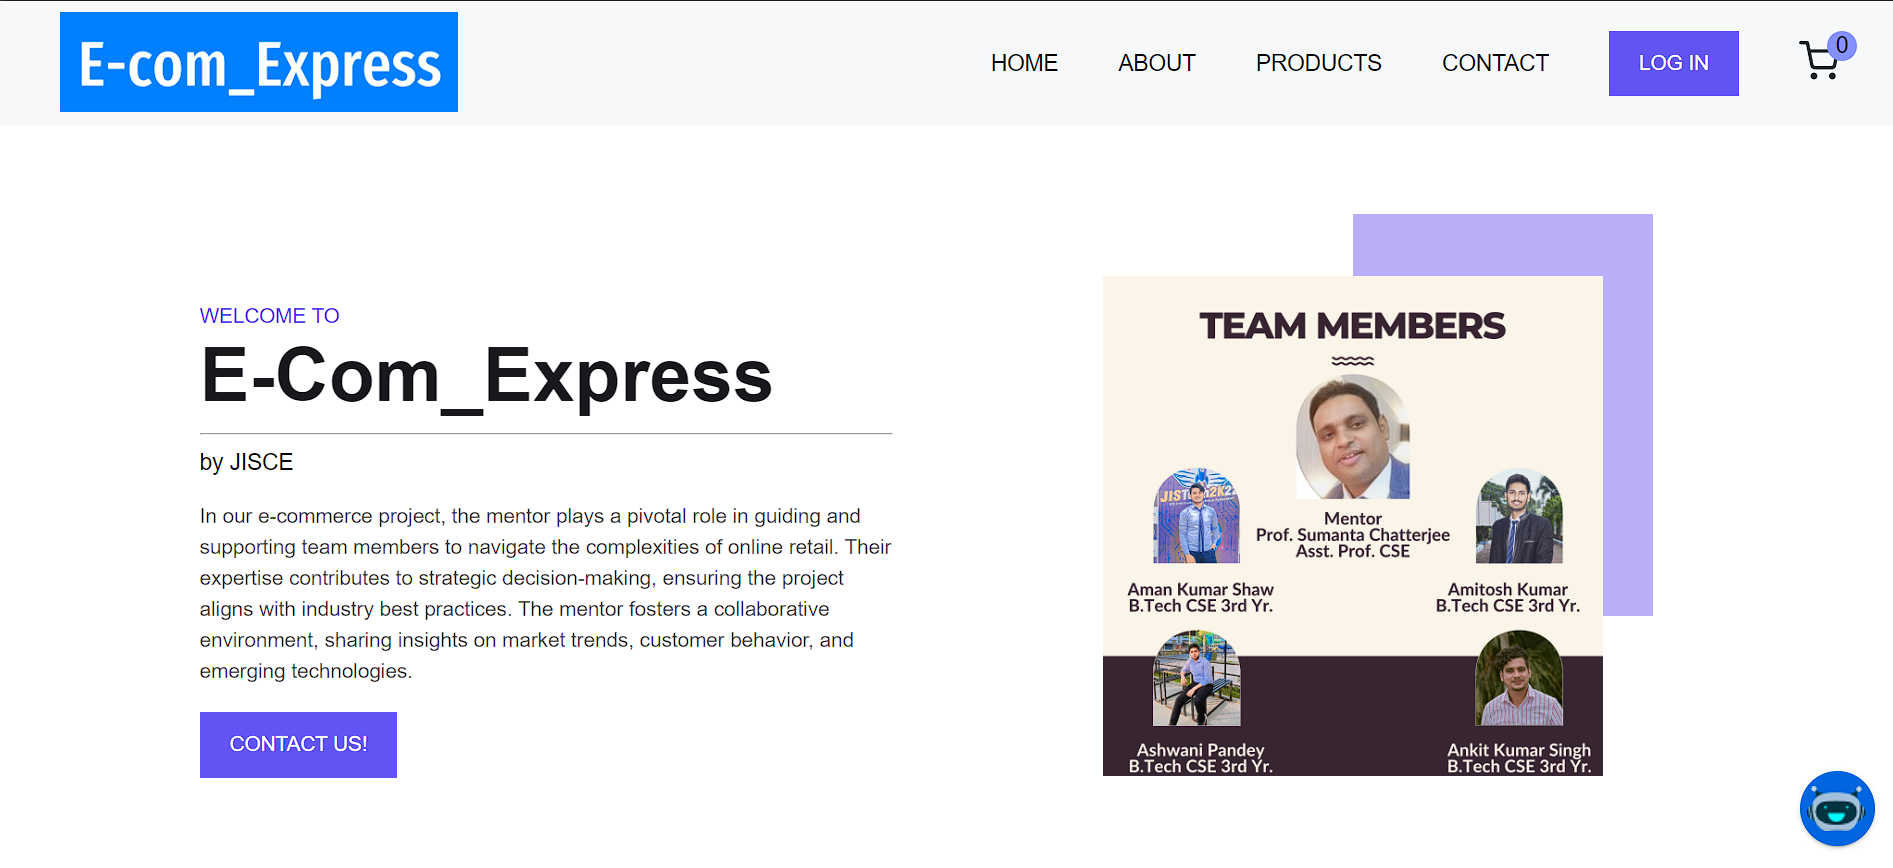 E-com_Express
HOME
ABOUT
PRODUCTS
CONTACT
LOG IN
0
WELCOME TO
E-Com_Express
by JISCE
In our e-commerce project, the mentor plays a pivotal role in guiding and
supporting team members to navigate the complexities of online retail. Their
expertise contributes to strategic decision-making, ensuring the project
aligns with industry best practices. The mentor fosters a collaborative
environment, sharing insights on market trends, customer behavior, and
emerging technologies.
CONTACT US!
TEAM MEMBERS
Mentor
Prof. Sumanta Chatterjee
Asst. Prof. CSE
Aman Kumar Shaw
B.Tech CSE 3rd Yr.
Amitosh Kumar
B.Tech CSE 3rd Yr.
Ashwani Pandey
B.Tech CSE 3rd Yr.
Ankit Kumar Singh
B.Tech CSE 3rd Yr.